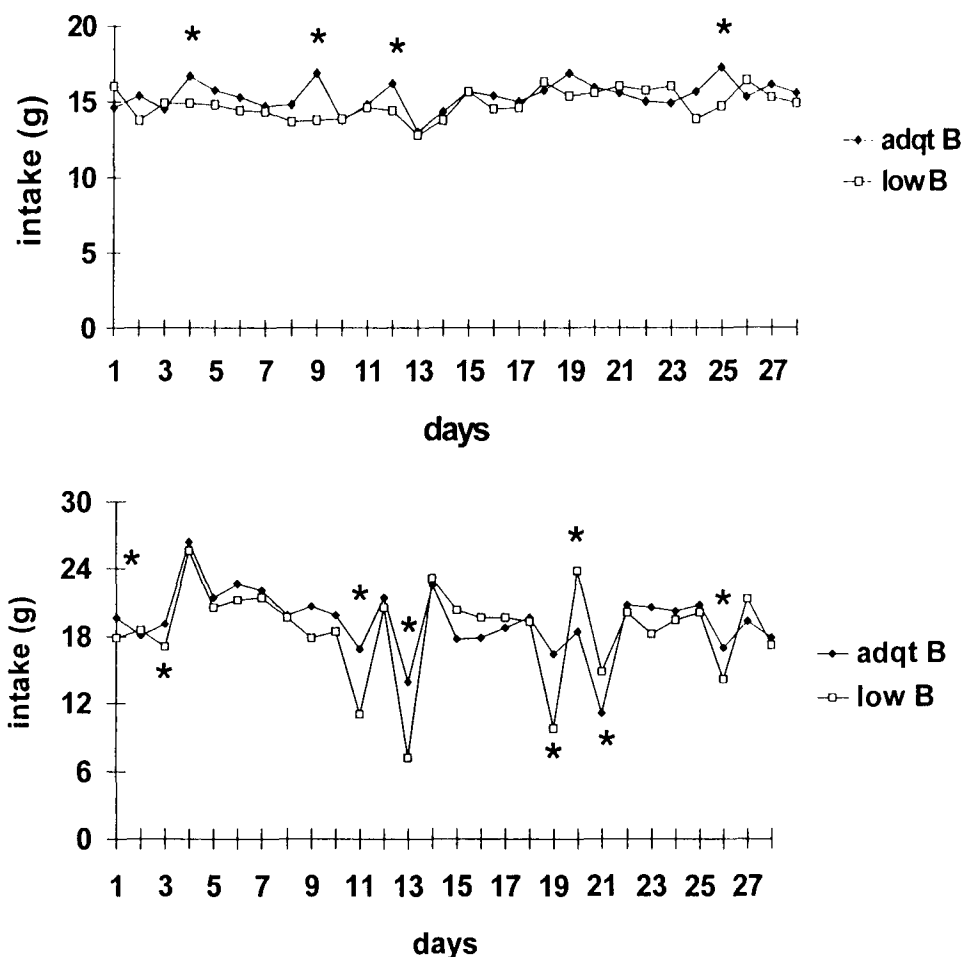 20
15
10
5
0
intake (g)
* * * *
adqt B
low B
1 3 5 7 9 11 13 15 17 19 21 23 25 27
days
30
24
18
12
6
0
intake (g)
* * * * * * * *
adqt B
low B
1 3 5 7 9 11 13 15 17 19 21 23 25 27
days